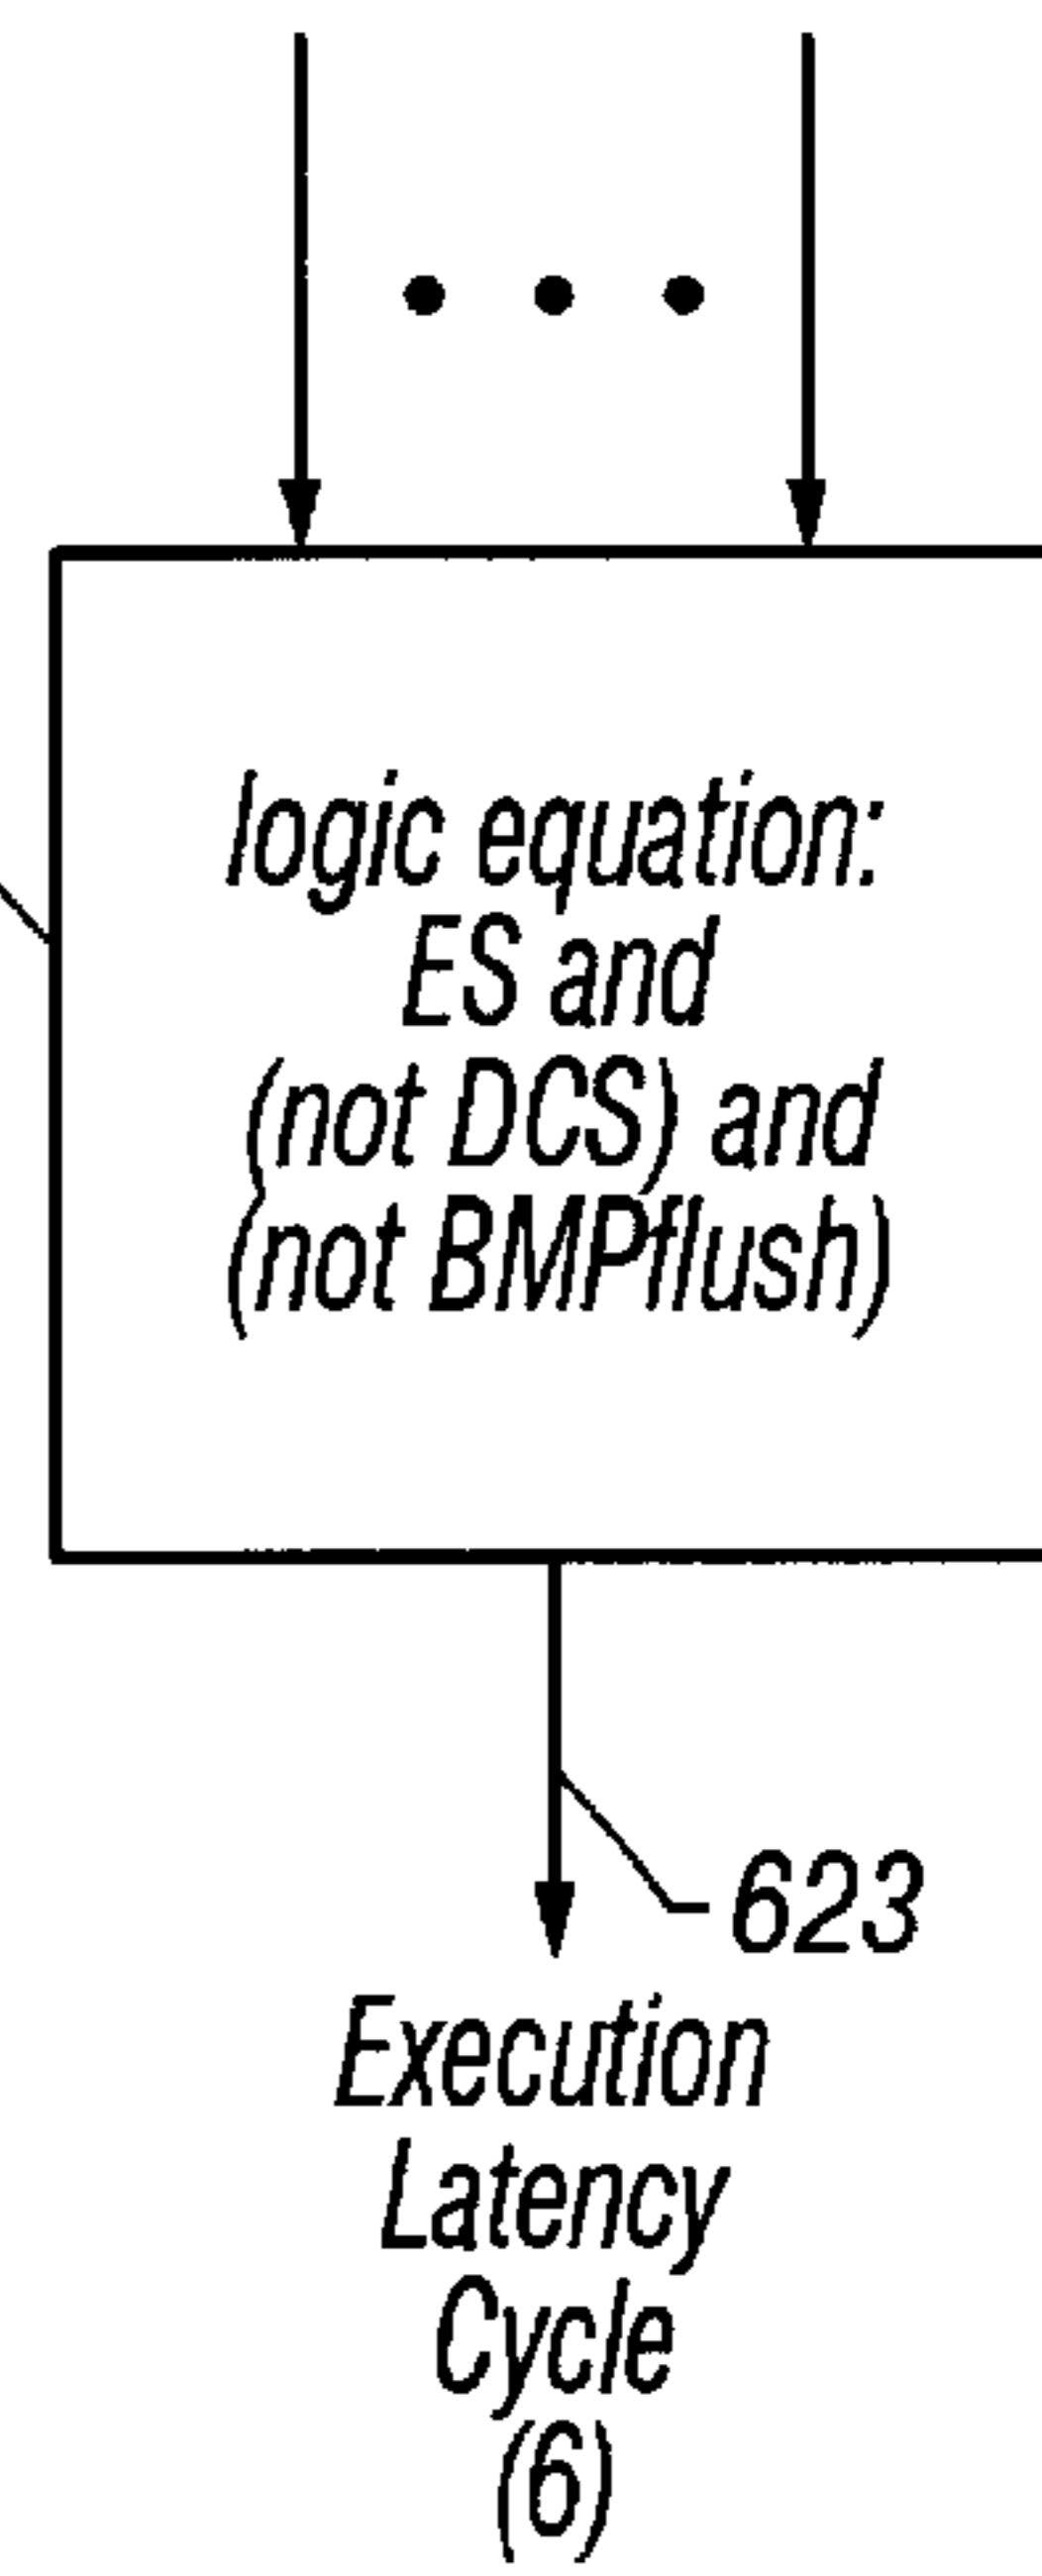 logic equation:
ES and
(not DCS) and
(not BMPflush)
623
Execution
Latency
Cycle
(6)